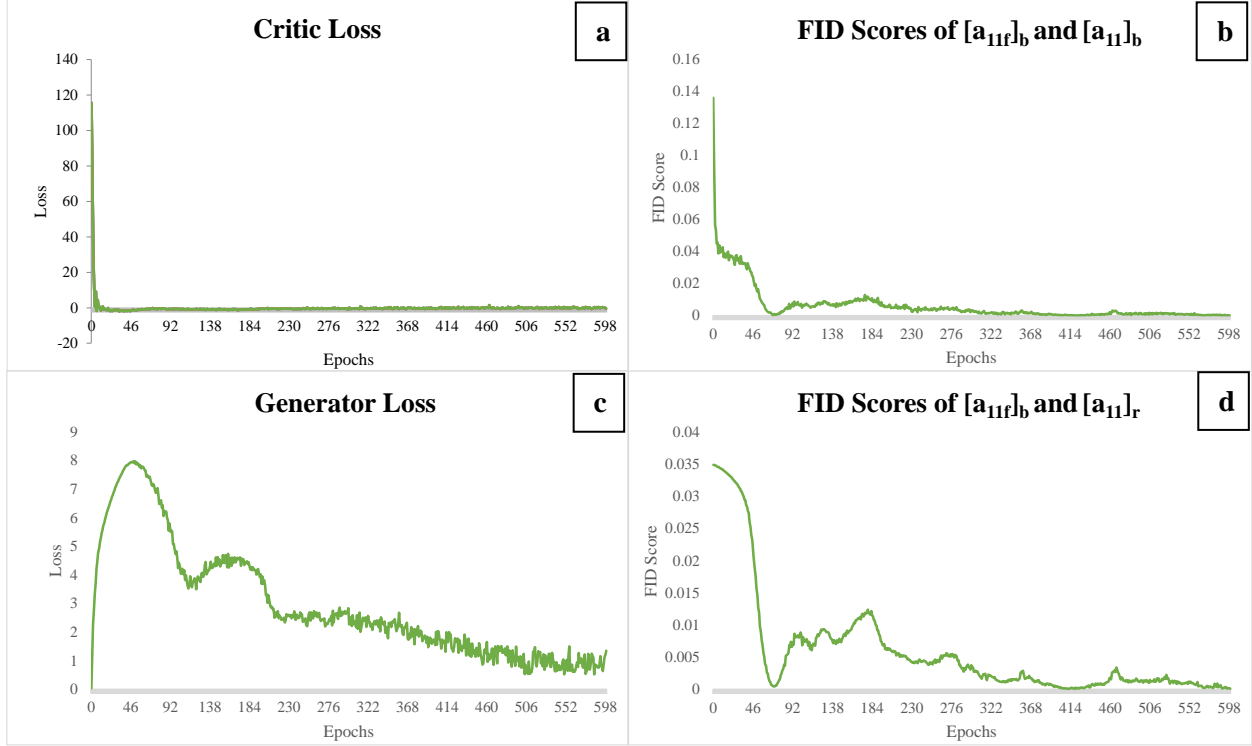 Critic Loss
a
140
120
100
80
60
40
20
0
-20
Loss
0 46 92 138 184 230 276 322 368 414 460 506 552 598
Epochs
FID Scores of [a11f]b and [a11]b
b
0.16
0.14
0.12
0.1
0.08
0.06
0.04
0.02
0
FID Score
0 46 92 138 184 230 276 322 368 414 460 506 552 598
Epochs
Generator Loss
c
9
8
7
6
5
4
3
2
1
0
Loss
0 46 92 138 184 230 276 322 368 414 460 506 552 598
Epochs
FID Scores of [a11f]b and [a11]r
d
0.04
0.035
0.03
0.025
0.02
0.015
0.01
0.005
0
FID Score
0 46 92 138 184 230 276 322 368 414 460 506 552 598
Epochs